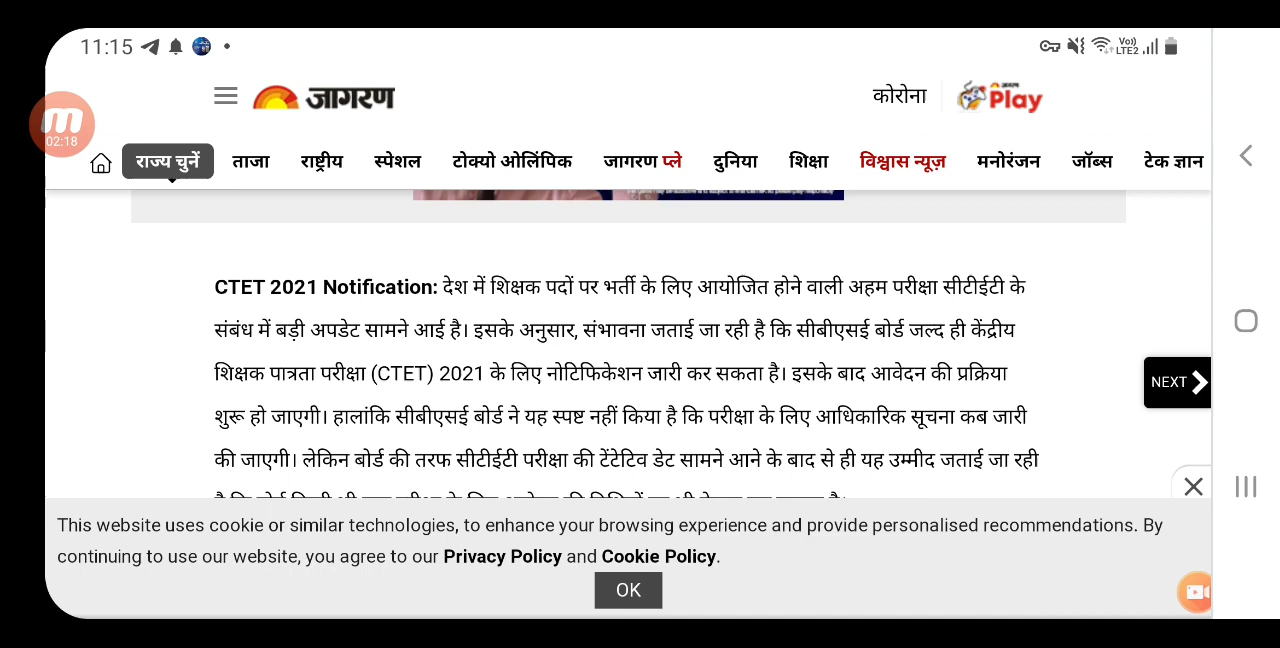 11:15
Vo)) LTE2
जागरण
कोरोना
जागरण Play
02:18
राज्य चुनें ताजा राष्ट्रीय स्पेशल टोक्यो ओलिंपिक जागरण प्ले दुनिया शिक्षा विश्वास न्यूज़ मनोरंजन जॉब्स टेक ज्ञान
CTET 2021 Notification: देश में शिक्षक पदों पर भर्ती के लिए आयोजित होने वाली अहम परीक्षा सीटीईटी के
संबंध में बड़ी अपडेट सामने आई है। इसके अनुसार, संभावना जताई जा रही है कि सीबीएसई बोर्ड जल्द ही केंद्रीय
शिक्षक पात्रता परीक्षा (CTET) 2021 के लिए नोटिफिकेशन जारी कर सकता है। इसके बाद आवेदन की प्रक्रिया
शुरू हो जाएगी। हालांकि सीबीएसई बोर्ड ने यह स्पष्ट नहीं किया है कि परीक्षा के लिए आधिकारिक सूचना कब जारी
की जाएगी। लेकिन बोर्ड की तरफ सीटीईटी परीक्षा की टेंटेटिव डेट सामने आने के बाद से ही यह उम्मीद जताई जा रही
NEXT
This website uses cookie or similar technologies, to enhance your browsing experience and provide personalised recommendations. By
continuing to use our website, you agree to our Privacy Policy and Cookie Policy.
OK